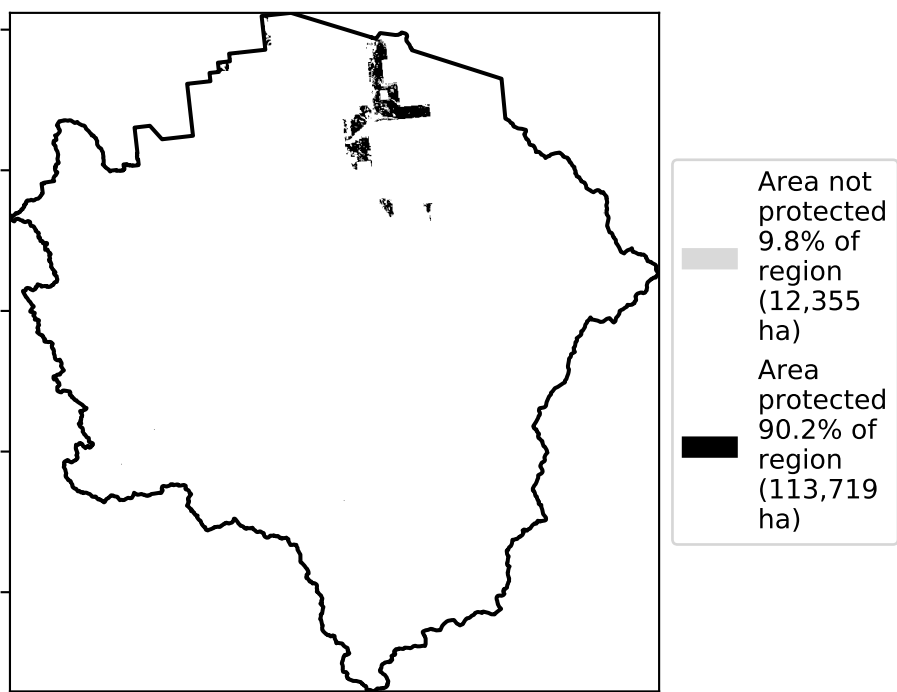 Area not
protected
9.8% of
region
(12,355
ha)
Area
protected
90.2% of
region
(113,719
ha)